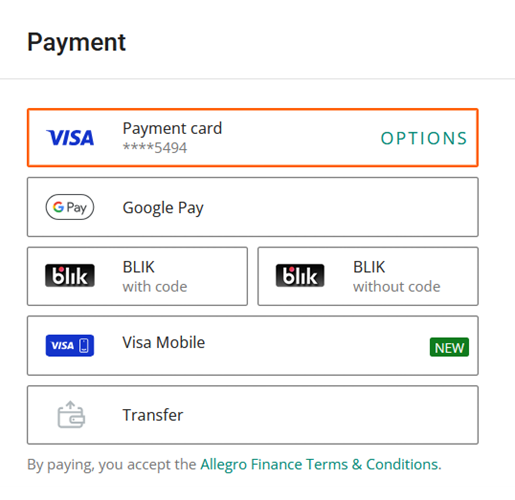 Payment
VISA
Payment card
****5494
OPTIONS
G Pay
Google Pay
blik
BLIK
with code
blik
BLIK
without code
VISA
Visa Mobile
NEW
Transfer
By paying, you accept the Allegro Finance Terms & Conditions.